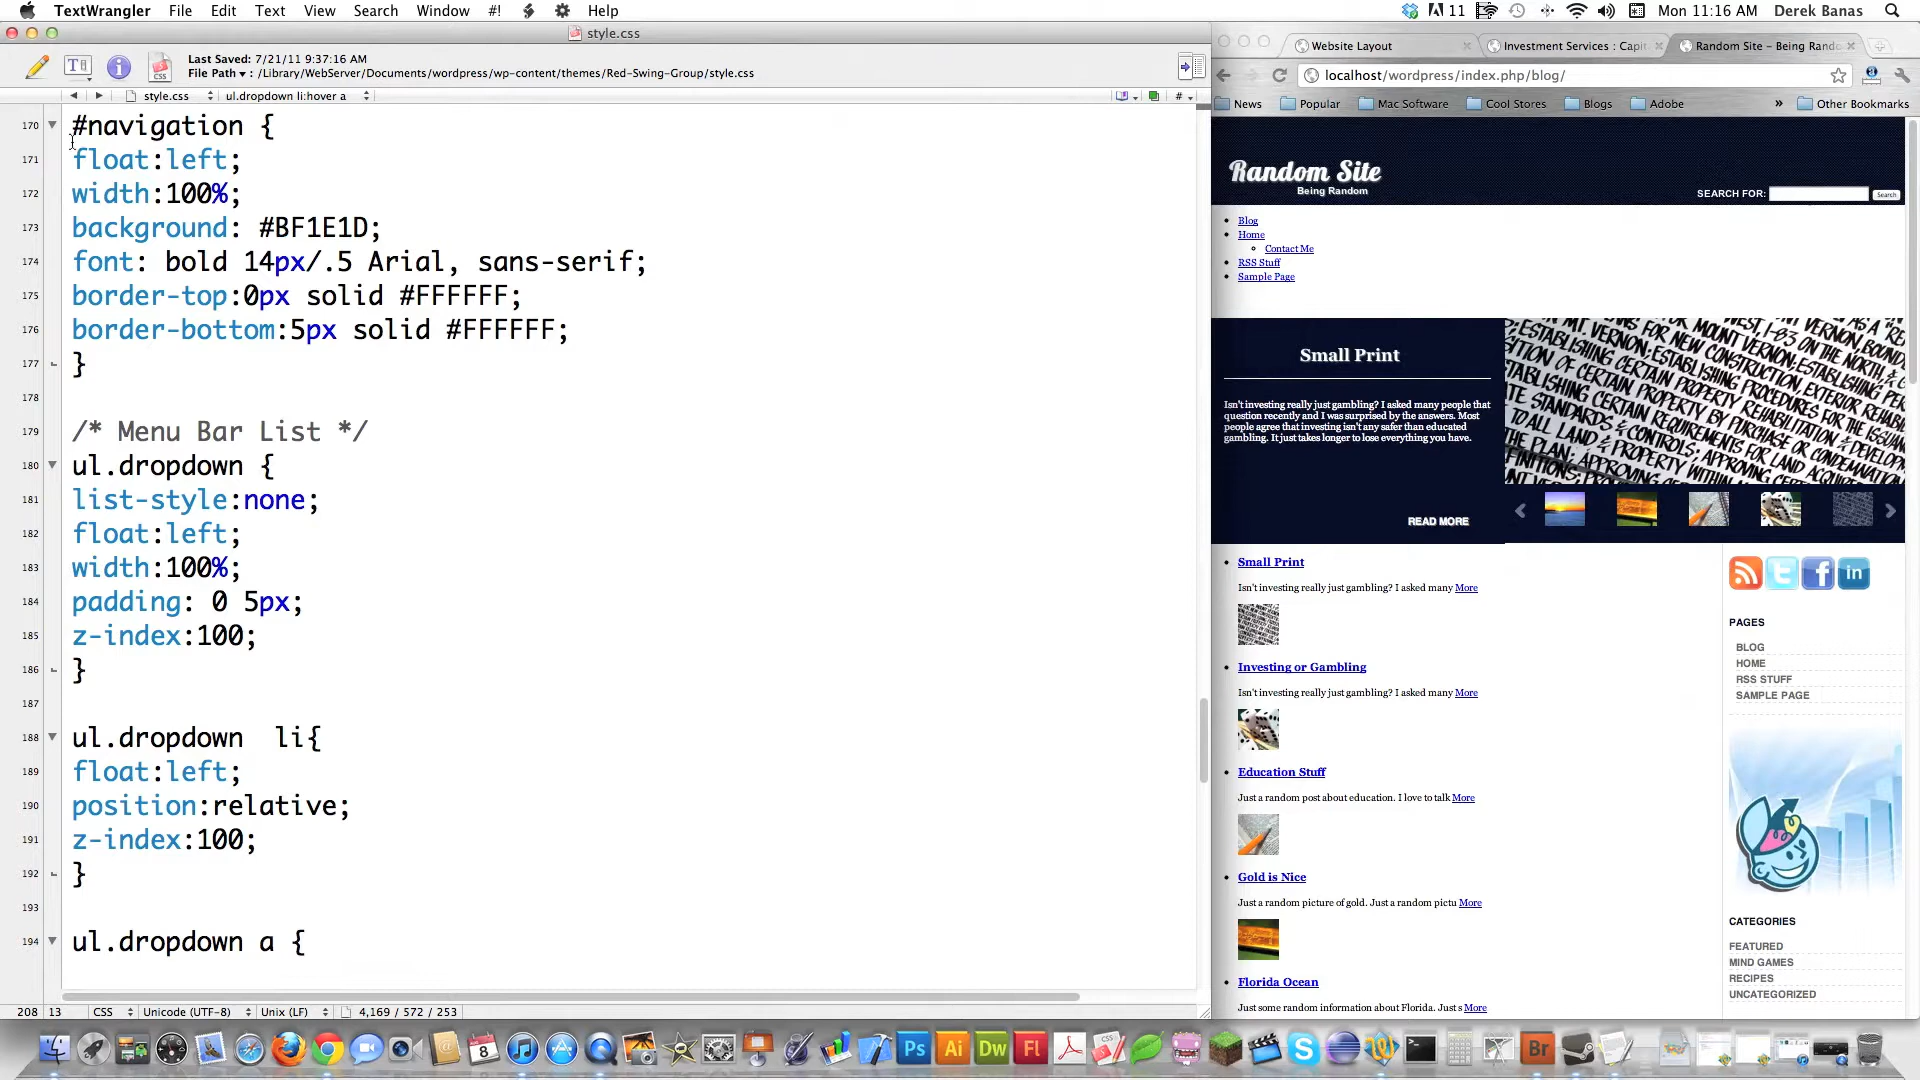 TextWrangler File Edit Text View Search Window #! Help
11 Mon 11:16 AM Derek Banas
style.css
Last Saved: 7/21/11 9:37:16 AM
File Path ▾ : /Library/WebServer/Documents/wordpress/wp-content/themes/Red-Swing-Group/style.css
style.css ul.dropdown li:hover a
170 #navigation {
171 float:left;
172 width:100%;
173 background: #BF1E1D;
174 font: bold 14px/.5 Arial, sans-serif;
175 border-top:0px solid #FFFFFF;
176 border-bottom:5px solid #FFFFFF;
177 }
178
179 /* Menu Bar List */
180 ul.dropdown {
181 list-style:none;
182 float:left;
183 width:100%;
184 padding: 0 5px;
185 z-index:100;
186 }
187
188 ul.dropdown  li{
189 float:left;
190 position:relative;
191 z-index:100;
192 }
193
194 ul.dropdown a {
208 13 CSS Unicode (UTF-8) Unix (LF) 4,169 / 572 / 253
Website Layout Investment Services : Capit Random Site – Being Rando
localhost/wordpress/index.php/blog/
News Popular Mac Software Cool Stores Blogs Adobe » Other Bookmarks
Random Site
Being Random
SEARCH FOR: Search
Blog
Home
Contact Me
RSS Stuff
Sample Page
Small Print
Isn't investing really just gambling? I asked many people that
question recently and I was surprised by the answers. Most
people agree that investing isn't any safer than educated
gambling. It just takes longer to lose everything you have.
READ MORE
Small Print
Isn't investing really just gambling? I asked many More
Investing or Gambling
Isn't investing really just gambling? I asked many More
Education Stuff
Just a random post about education. I love to talk More
Gold is Nice
Just a random picture of gold. Just a random pictu More
Florida Ocean
Just some random information about Florida. Just s More
PAGES
BLOG
HOME
RSS STUFF
SAMPLE PAGE
CATEGORIES
FEATURED
MIND GAMES
RECIPES
UNCATEGORIZED
Ps Ai Dw Fl Br